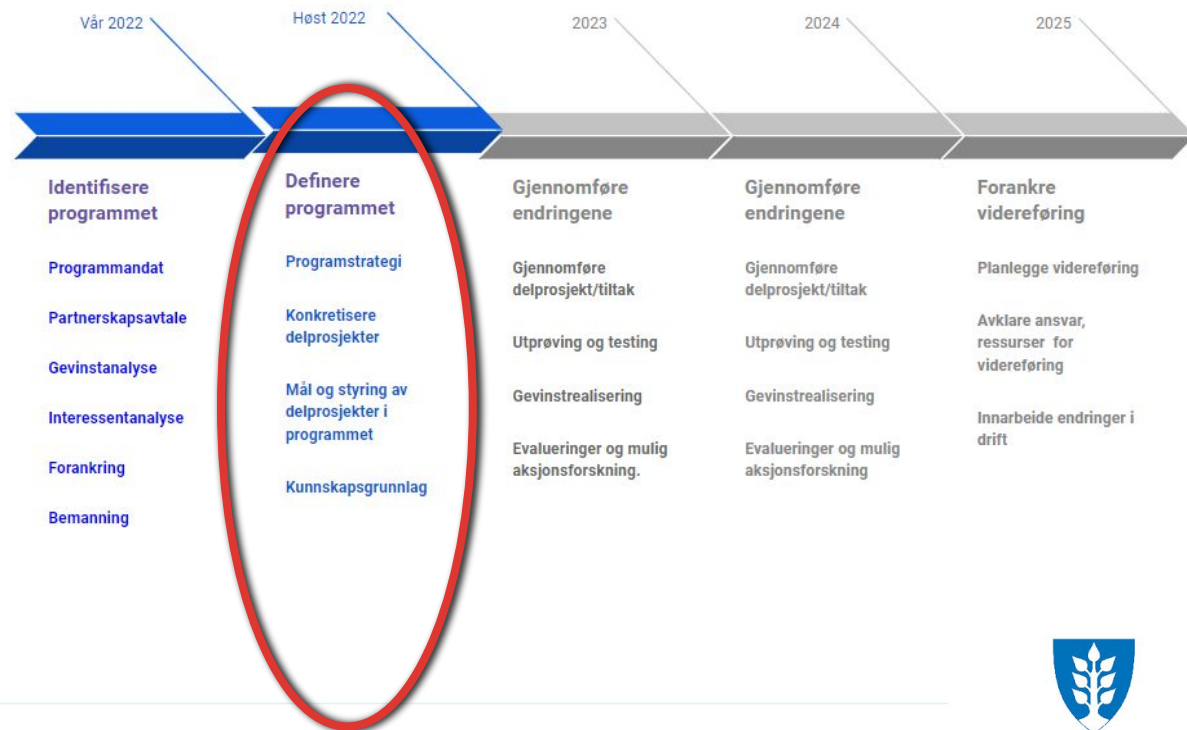 Vår 2022
Høst 2022
2023
2024
2025
Identifisere
programmet
Programmandat
Partnerskapsavtale
Gevinstanalyse
Interessentanalyse
Forankring
Bemanning
Definere
programmet
Programstrategi
Konkretisere
delprosjekter
Mål og styring av
delprosjekter i
programmet
Kunnskapsgrunnlag
Gjennomføre
endringene
Gjennomføre
delprosjekt/tiltak
Utprøving og testing
Gevinstrealisering
Evalueringer og mulig
aksjonsforskning.
Gjennomføre
endringene
Gjennomføre
delprosjekt/tiltak
Utprøving og testing
Gevinstrealisering
Evalueringer og mulig
aksjonsforskning
Forankre
videreføring
Planlegge videreføring
Avklare ansvar,
ressurser for
videreføring
Innarbeide endringer i
drift